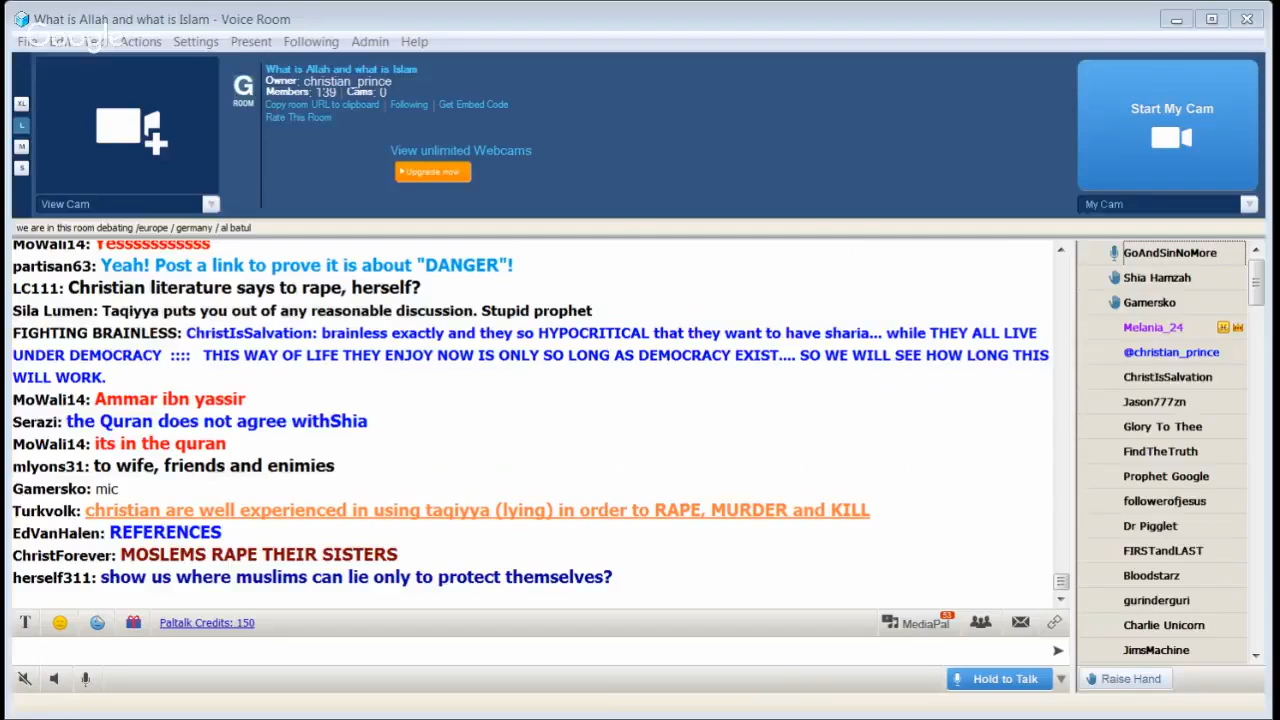 What is Allah and what is Islam - Voice Room
Google
Actions Settings Present Following Admin Help
What is Allah and what is Islam
G
ROOM
Owner: christian_prince
Members: 139 Cams: 0
Copy room URL to clipboard | Following | Get Embed Code
Rate This Room
View unlimited Webcams
Upgrade now
XL
L
M
S
View Cam
Start My Cam
My Cam
we are in this room debating /europe / germany / al batul
MoWali14: Yesssssssssss
partisan63: Yeah! Post a link to prove it is about "DANGER"!
LC111: Christian literature says to rape, herself?
Sila Lumen: Taqiyya puts you out of any reasonable discussion. Stupid prophet
FIGHTING BRAINLESS: ChristIsSalvation: brainless exactly and they so HYPOCRITICAL that they want to have sharia... while THEY ALL LIVE
UNDER DEMOCRACY :::: THIS WAY OF LIFE THEY ENJOY NOW IS ONLY SO LONG AS DEMOCRACY EXIST.... SO WE WILL SEE HOW LONG THIS
WILL WORK.
MoWali14: Ammar ibn yassir
Serazi: the Quran does not agree withShia
MoWali14: its in the quran
mlyons31: to wife, friends and enimies
Gamersko: mic
Turkvolk: christian are well experienced in using taqiyya (lying) in order to RAPE, MURDER and KILL
EdVanHalen: REFERENCES
ChristForever: MOSLEMS RAPE THEIR SISTERS
herself311: show us where muslims can lie only to protect themselves?
GoAndSinNoMore
Shia Hamzah
Gamersko
Melania_24
@christian_prince
ChristIsSalvation
Jason777zn
Glory To Thee
FindTheTruth
Prophet Google
followerofjesus
Dr Pigglet
FIRSTandLAST
Bloodstarz
gurinderguri
Charlie Unicorn
JimsMachine
T
Paltalk Credits: 150
MediaPal
53
Hold to Talk
Raise Hand